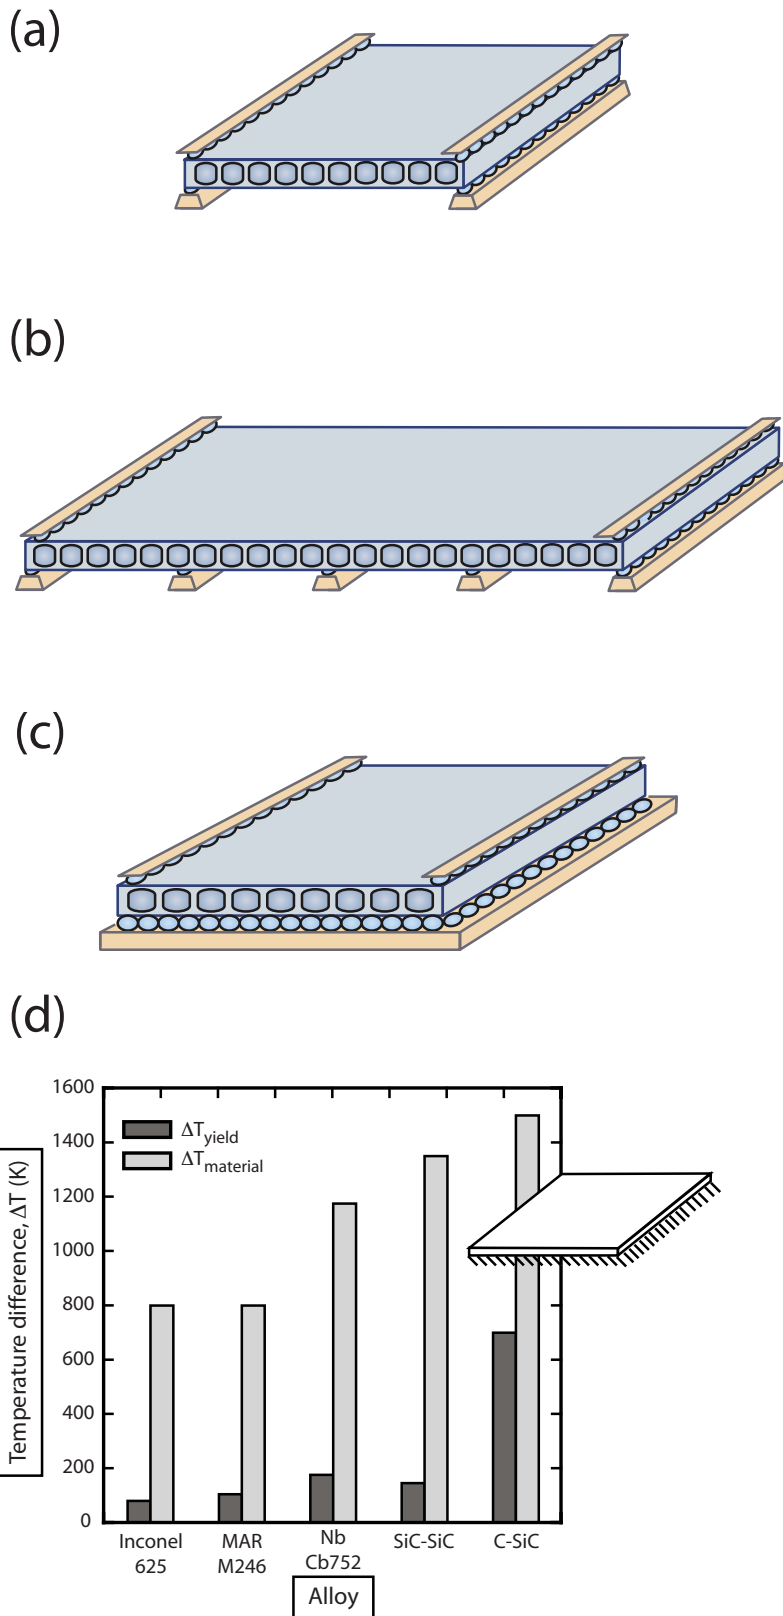 (a)
(b)
(c)
(d)
1600
1400
1200
1000
800
600
400
200
0
Temperature difference, ΔT (K)
ΔTyield
ΔTmaterial
Inconel
625
MAR
M246
Nb
Cb752
SiC-SiC
C-SiC
Alloy